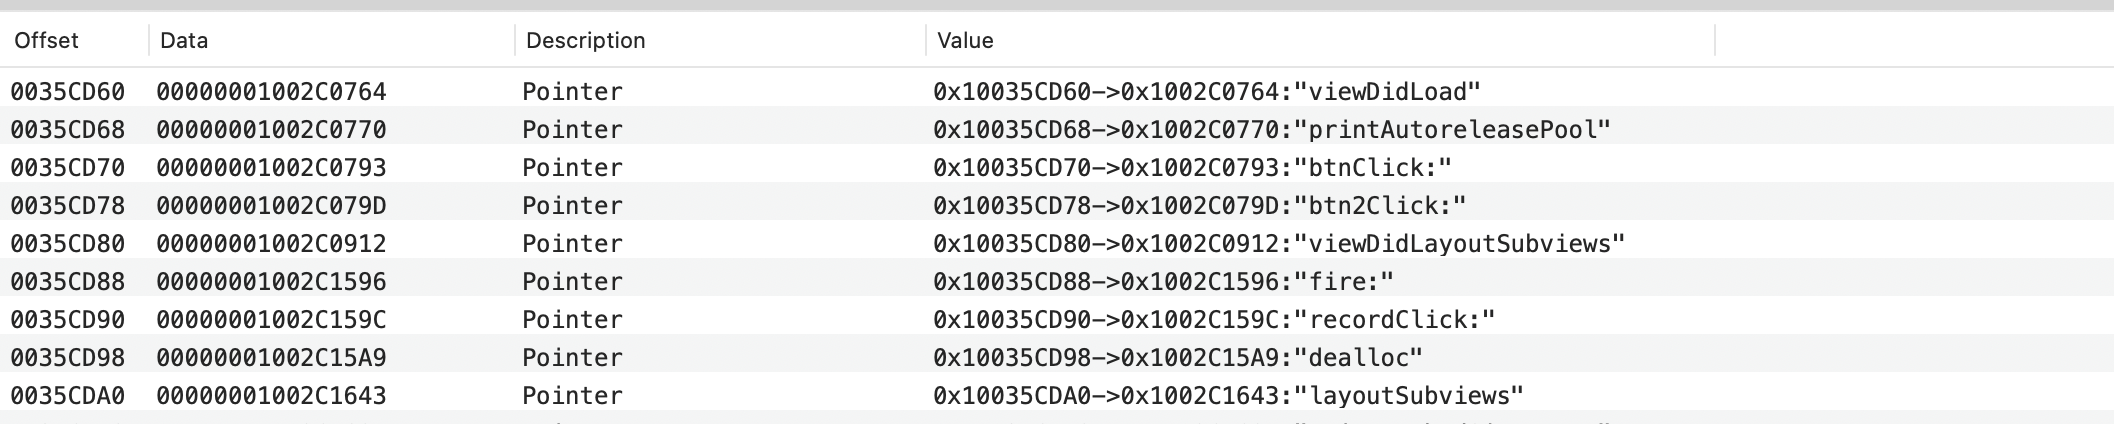 Offset Data Description Value
0035CD60 00000001002C0764 Pointer 0x10035CD60->0x1002C0764:"viewDidLoad"
0035CD68 00000001002C0770 Pointer 0x10035CD68->0x1002C0770:"printAutoreleasePool"
0035CD70 00000001002C0793 Pointer 0x10035CD70->0x1002C0793:"btnClick:"
0035CD78 00000001002C079D Pointer 0x10035CD78->0x1002C079D:"btn2Click:"
0035CD80 00000001002C0912 Pointer 0x10035CD80->0x1002C0912:"viewDidLayoutSubviews"
0035CD88 00000001002C1596 Pointer 0x10035CD88->0x1002C1596:"fire:"
0035CD90 00000001002C159C Pointer 0x10035CD90->0x1002C159C:"recordClick:"
0035CD98 00000001002C15A9 Pointer 0x10035CD98->0x1002C15A9:"dealloc"
0035CDA0 00000001002C1643 Pointer 0x10035CDA0->0x1002C1643:"layoutSubviews"